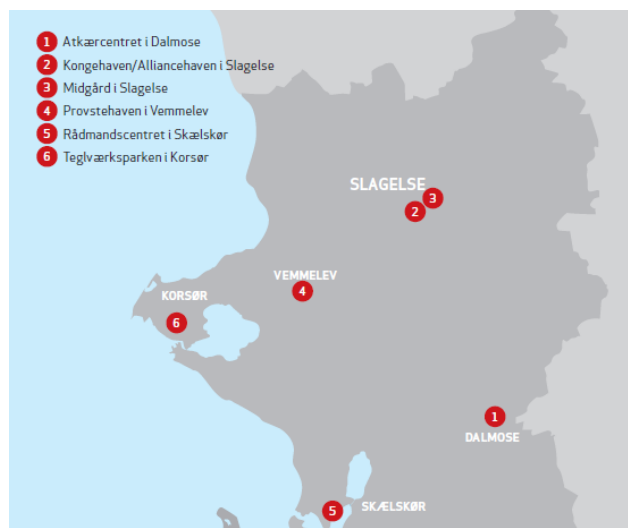 1 Atkærcentret i Dalmose
2 Kongehaven/Alliancehaven i Slagelse
3 Midgård i Slagelse
4 Provstehaven i Vemmelev
5 Rådmandscentret i Skælskør
6 Teglværksparken i Korsør
SLAGELSE
3
2
VEMMELEV
4
KORSØR
6
1
DALMOSE
SKÆLSKØR
5